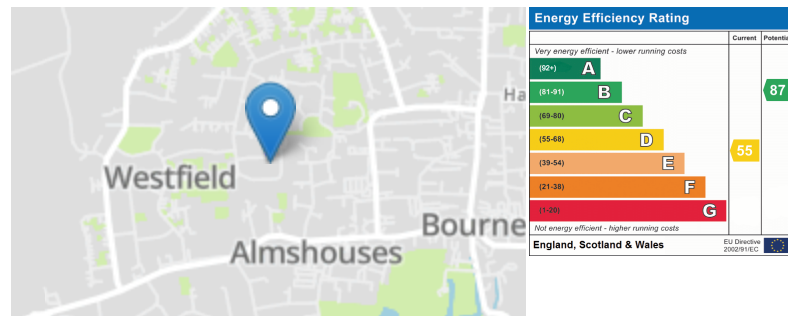 Ha
Westfield
Bourne
Almshouses
Energy Efficiency Rating
Current Potentia
Very energy efficient - lower running costs
(92+) A
(81-91) B
87
(69-80) C
(55-68) D
55
(39-54) E
(21-38) F
(1-20) G
Not energy efficient - higher running costs
England, Scotland & Wales
EU Directive
2002/91/EC